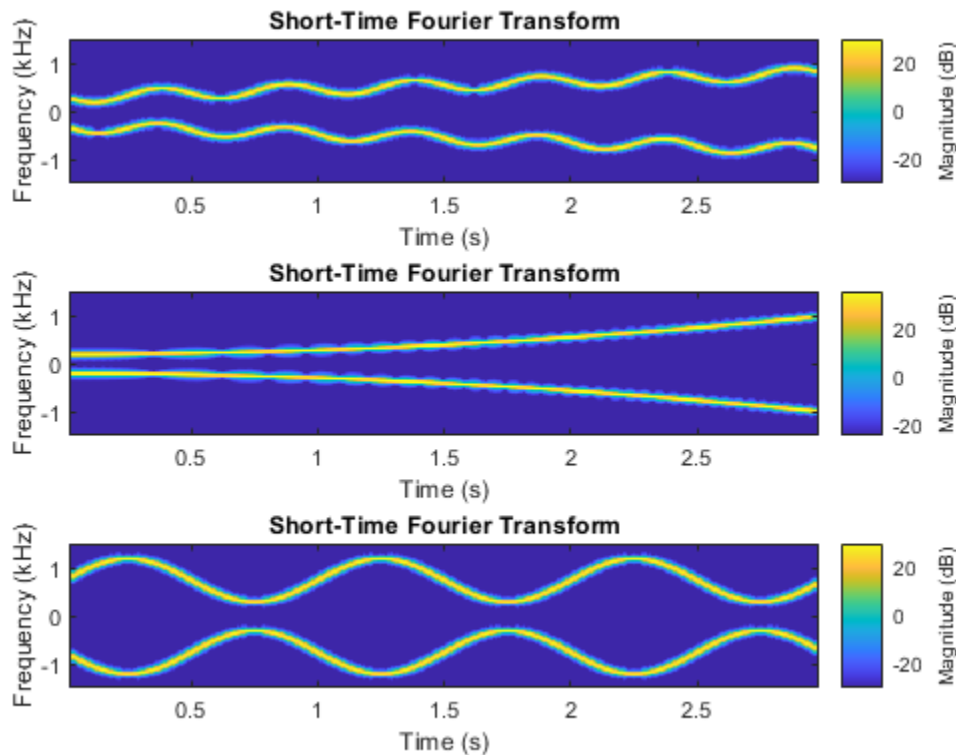 Short-Time Fourier Transform
Frequency (kHz)
1
0
-1
0.5 1 1.5 2 2.5
Time (s)
20
0
-20
Magnitude (dB)
Short-Time Fourier Transform
Frequency (kHz)
1
0
-1
0.5 1 1.5 2 2.5
Time (s)
20
0
-20
Magnitude (dB)
Short-Time Fourier Transform
Frequency (kHz)
1
0
-1
0.5 1 1.5 2 2.5
Time (s)
20
0
-20
Magnitude (dB)